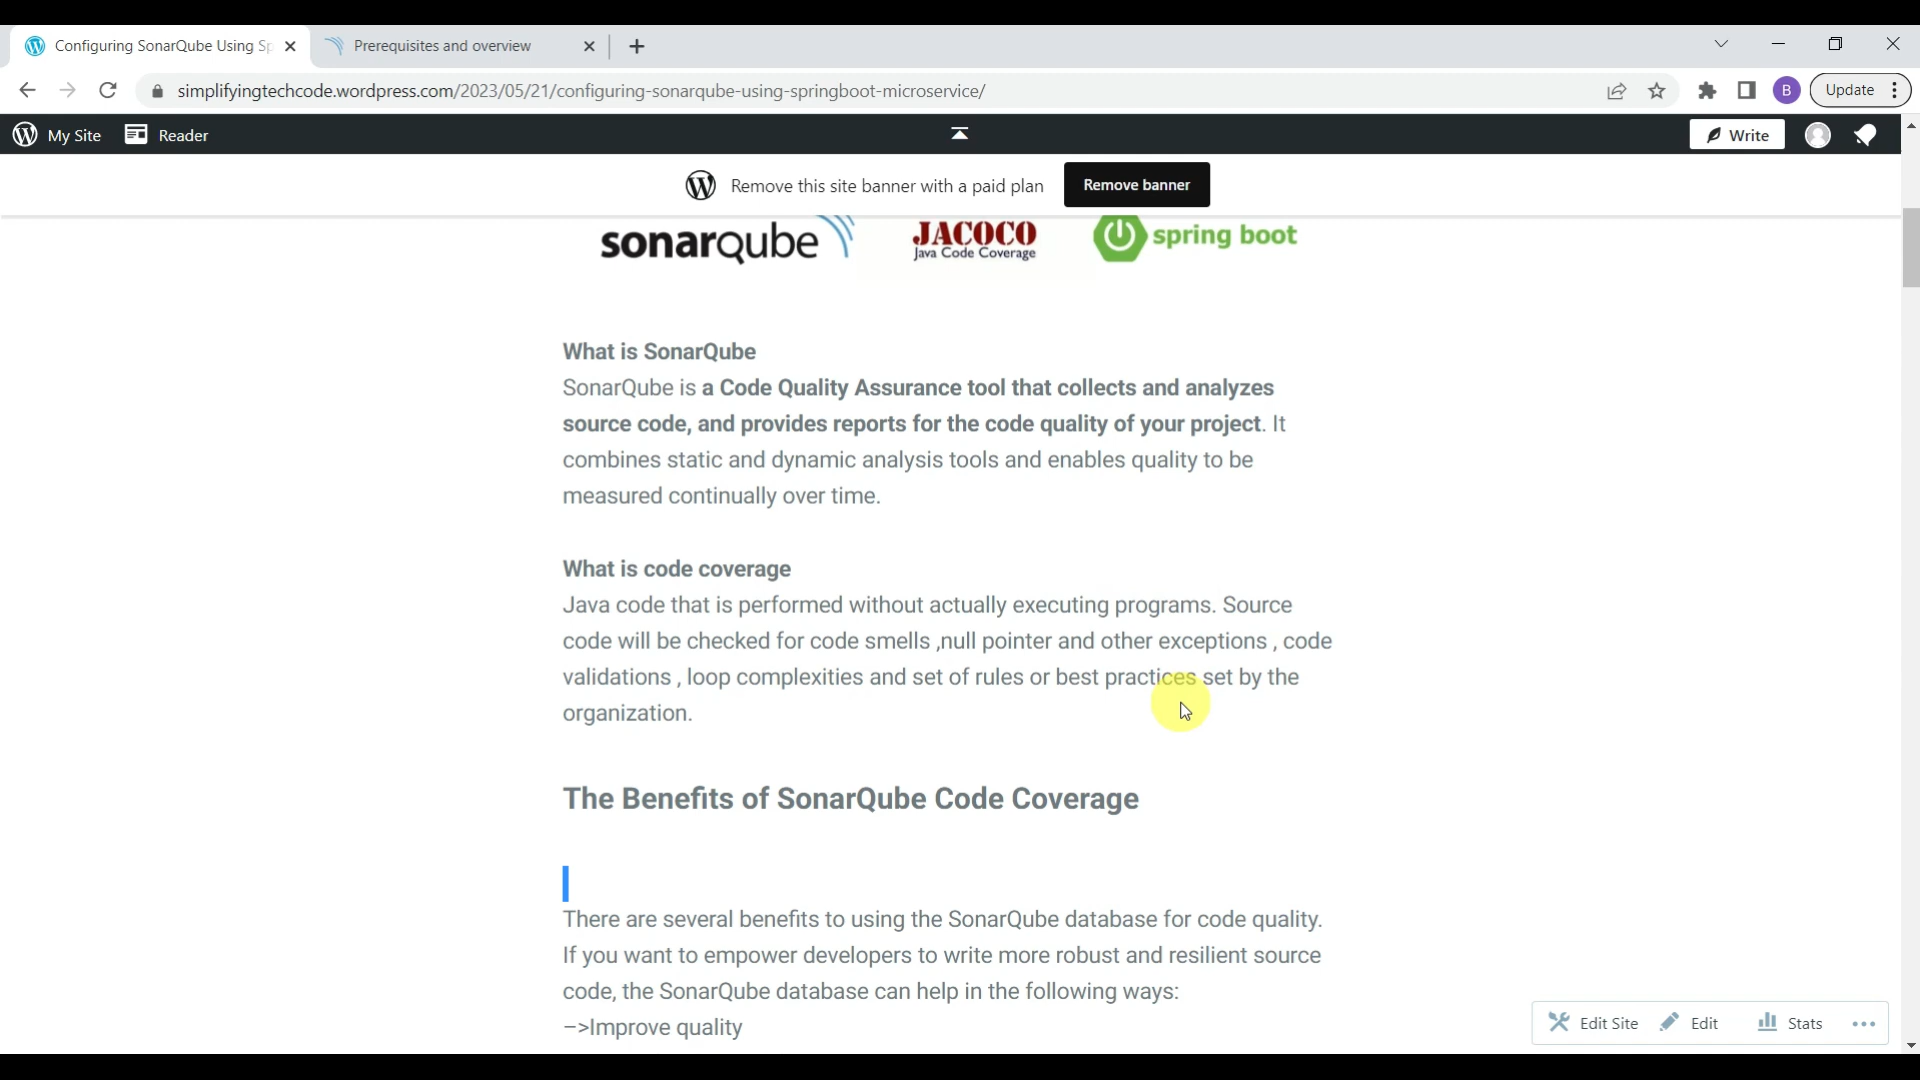 Configuring SonarQube Using Sp
Prerequisites and overview
simplifyingtechcode.wordpress.com/2023/05/21/configuring-sonarqube-using-springboot-microservice/
B
Update
My Site
Reader
Write
Remove this site banner with a paid plan
Remove banner
sonarqube
JACOCO
Java Code Coverage
spring boot
What is SonarQube
SonarQube is a Code Quality Assurance tool that collects and analyzes
source code, and provides reports for the code quality of your project. It
combines static and dynamic analysis tools and enables quality to be
measured continually over time.
What is code coverage
Java code that is performed without actually executing programs. Source
code will be checked for code smells ,null pointer and other exceptions , code
validations , loop complexities and set of rules or best practices set by the
organization.
The Benefits of SonarQube Code Coverage
There are several benefits to using the SonarQube database for code quality.
If you want to empower developers to write more robust and resilient source
code, the SonarQube database can help in the following ways:
–>Improve quality
Edit Site
Edit
Stats